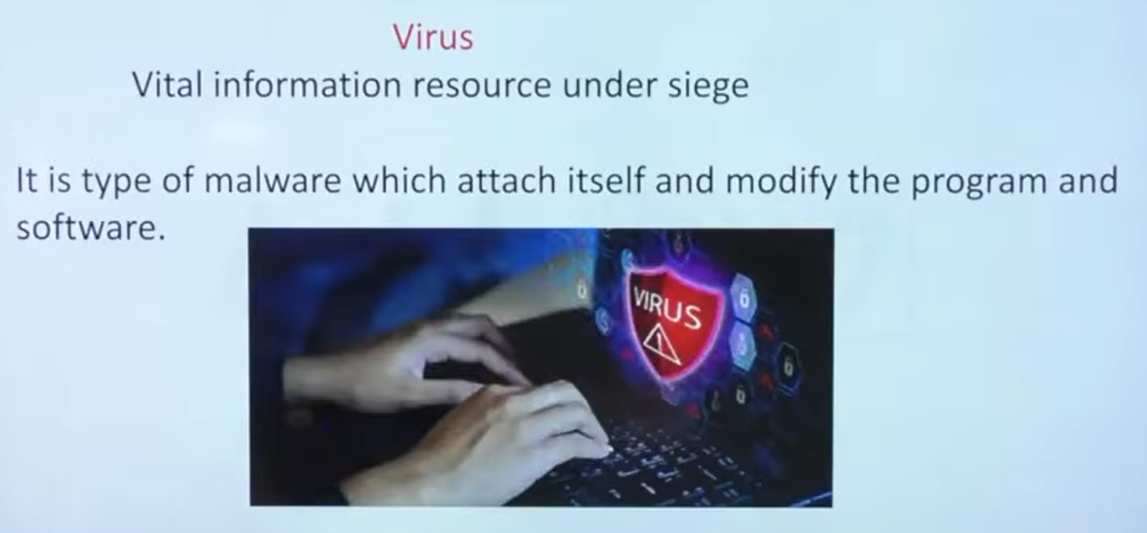 Virus
Vital information resource under siege
It is type of malware which attach itself and modify the program and
software.
VIRUS